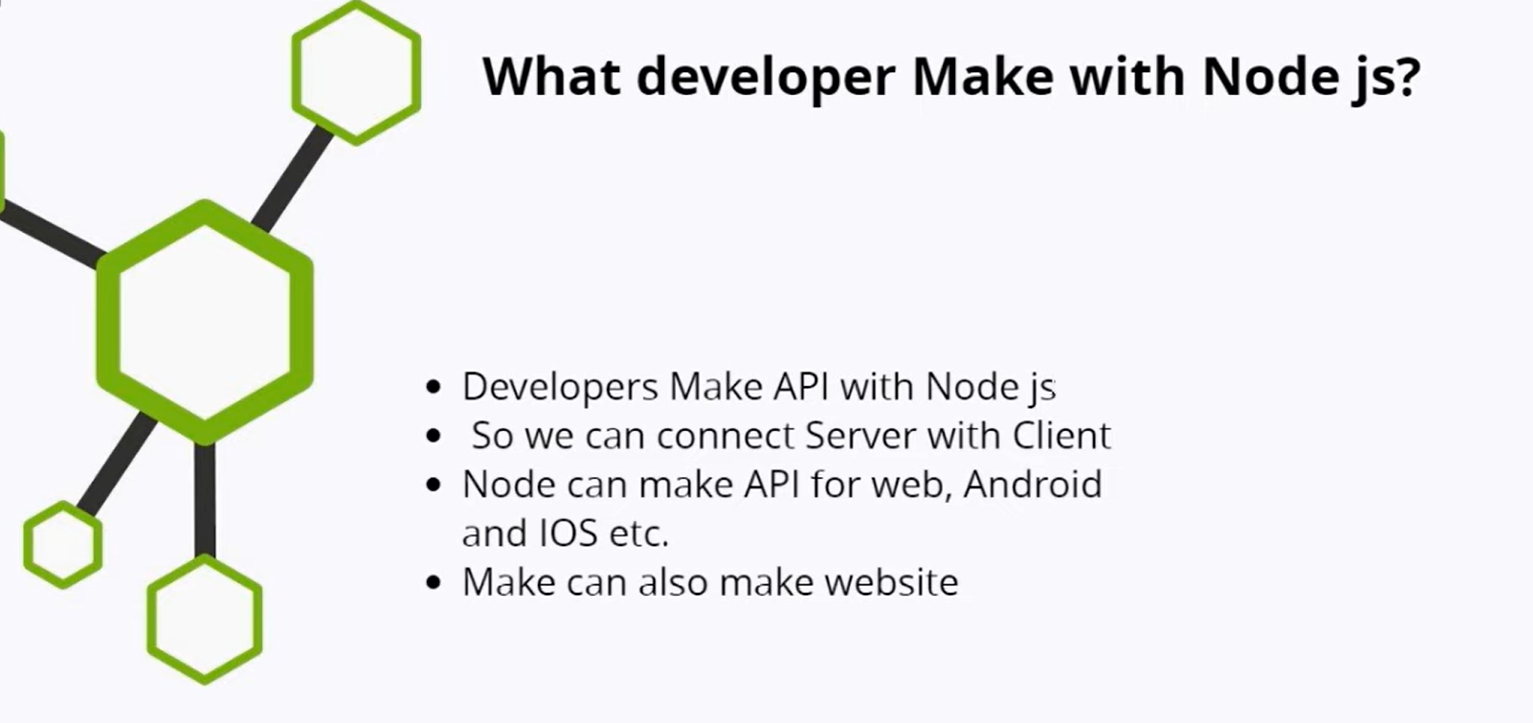 What developer Make with Node js?
Developers Make API with Node js
So we can connect Server with Client
Node can make API for web, Android
and IOS etc.
Make can also make website